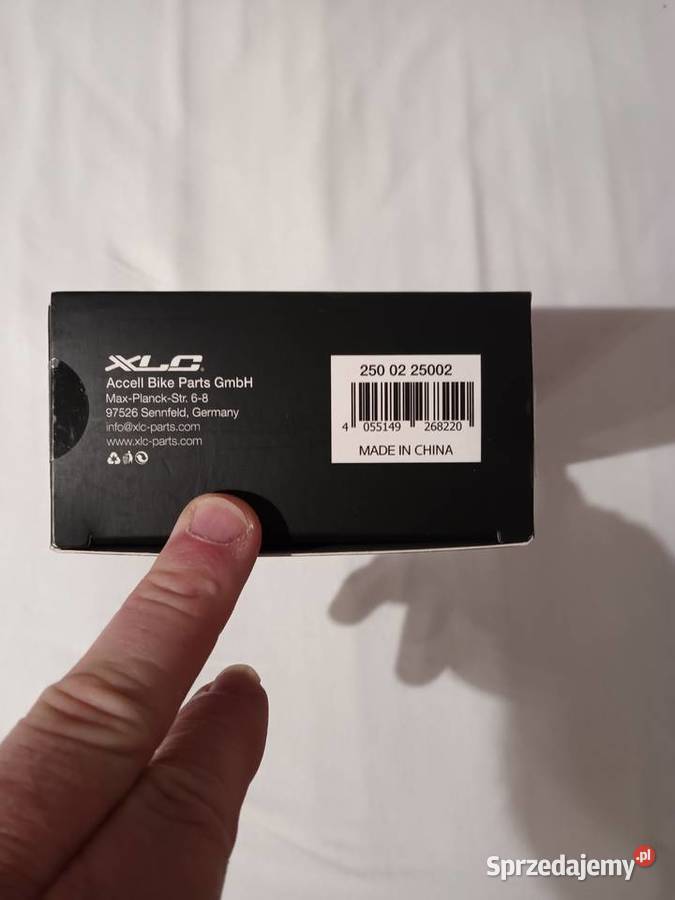 XLC
Accell Bike Parts GmbH
Max-Planck-Str. 6-8
97526 Sennfeld, Germany
info@xlc-parts.com
www.xlc-parts.com
250 02 25002
4 055149 268220
MADE IN CHINA
Sprzedajemy.pl